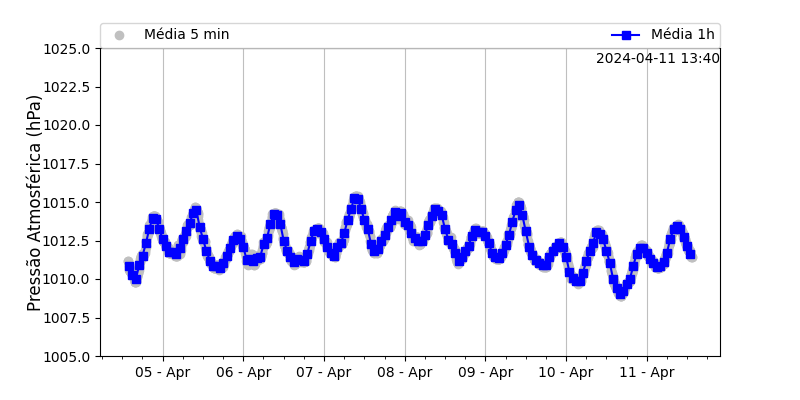 Média 5 min
Média 1h
2024-04-11 13:40
Pressão Atmosférica (hPa)
1025.0
1022.5
1020.0
1017.5
1015.0
1012.5
1010.0
1007.5
1005.0
05 - Apr
06 - Apr
07 - Apr
08 - Apr
09 - Apr
10 - Apr
11 - Apr